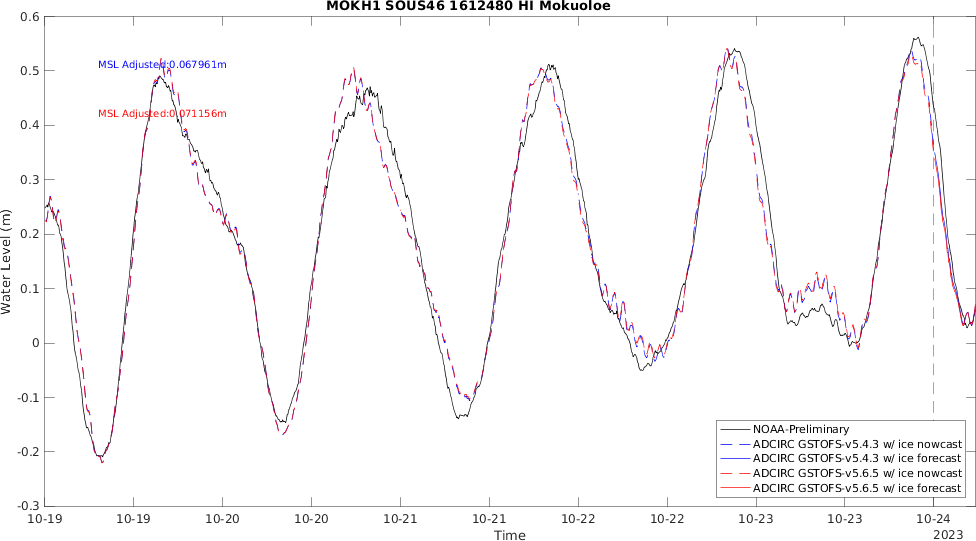 MOKH1 SOUS46 1612480 HI Mokuoloe
0.6
0.5
0.4
0.3
0.2
0.1
0
-0.1
-0.2
-0.3
Water Level (m)
MSL Adjusted:0.067961m
MSL Adjusted:0.071156m
NOAA-Preliminary
ADCIRC GSTOFS-v5.4.3 w/ ice nowcast
ADCIRC GSTOFS-v5.4.3 w/ ice forecast
ADCIRC GSTOFS-v5.6.5 w/ ice nowcast
ADCIRC GSTOFS-v5.6.5 w/ ice forecast
10-19 10-19 10-20 10-20 10-21 10-21 10-22 10-22 10-23 10-23 10-24
Time
2023